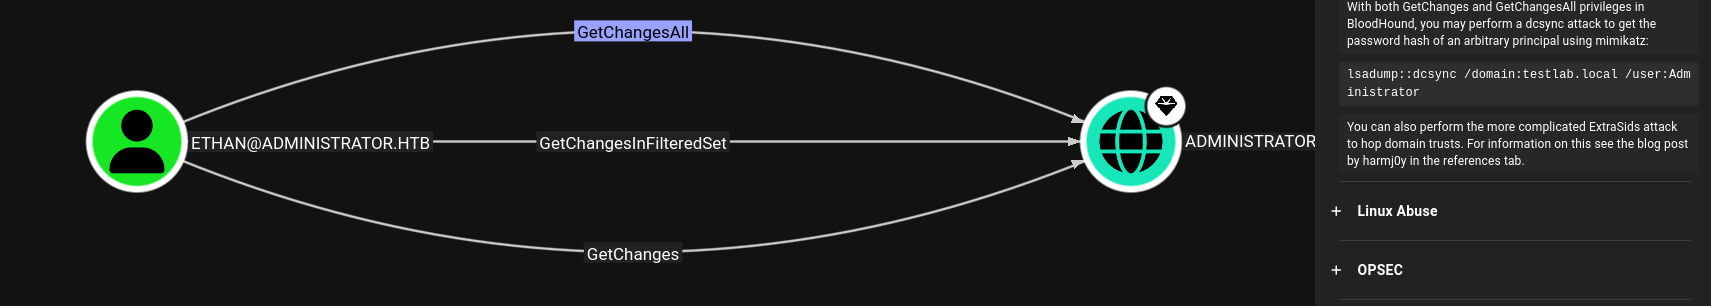 GetChangesAll
ETHAN@ADMINISTRATOR.HTB
GetChangesInFilteredSet
ADMINISTRATOR
GetChanges
With both GetChanges and GetChangesAll privileges in
BloodHound, you may perform a dcsync attack to get the
password hash of an arbitrary principal using mimikatz:
lsadump::dcsync /domain:testlab.local /user:Adm
inistrator
You can also perform the more complicated ExtraSids attack
to hop domain trusts. For information on this see the blog post
by harmj0y in the references tab.
+ Linux Abuse
+ OPSEC